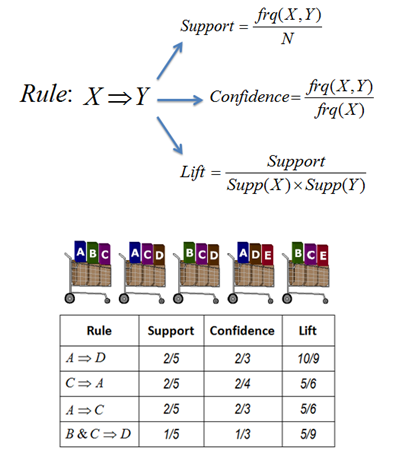 Support = frq(X,Y) / N
Rule: X ⇒ Y
Confidence = frq(X,Y) / frq(X)
Lift = Support / Supp(X) × Supp(Y)
A B C A C D B C D A D E B C E
Rule Support Confidence Lift
A ⇒ D 2/5 2/3 10/9
C ⇒ A 2/5 2/4 5/6
A ⇒ C 2/5 2/3 5/6
B & C ⇒ D 1/5 1/3 5/9